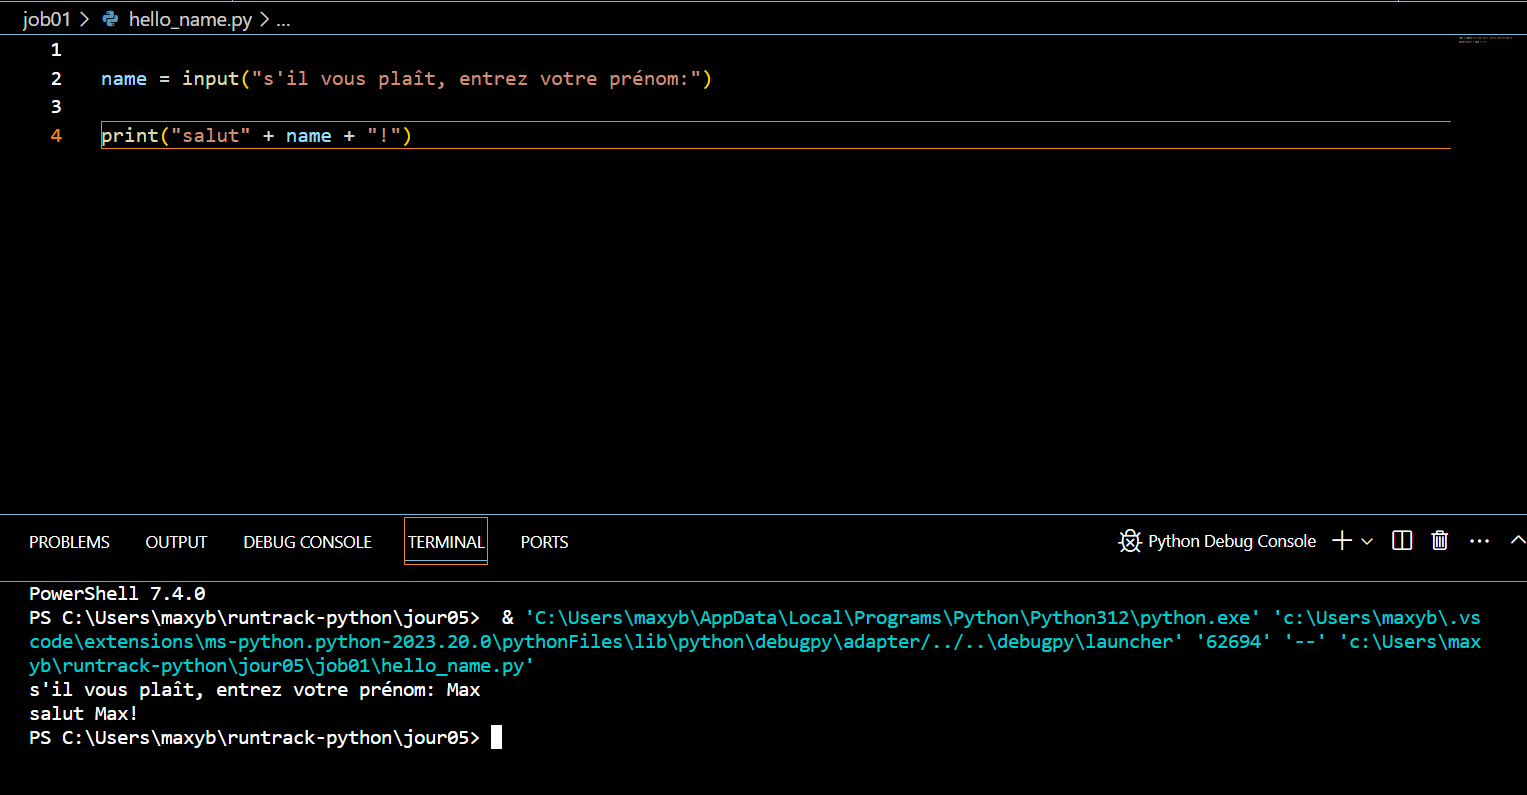 job01 > hello_name.py > ...
1
2 name = input("s'il vous plaît, entrez votre prénom:")
3
4 print("salut" + name + "!")
PROBLEMS OUTPUT DEBUG CONSOLE TERMINAL PORTS Python Debug Console
PowerShell 7.4.0
PS C:\Users\maxyb\runtrack-python\jour05>  & 'C:\Users\maxyb\AppData\Local\Programs\Python\Python312\python.exe' 'c:\Users\maxyb\.vs
code\extensions\ms-python.python-2023.20.0\pythonFiles\lib\python\debugpy\adapter/../..\debugpy\launcher' '62694' '--' 'c:\Users\max
yb\runtrack-python\jour05\job01\hello_name.py'
s'il vous plaît, entrez votre prénom: Max
salut Max!
PS C:\Users\maxyb\runtrack-python\jour05>